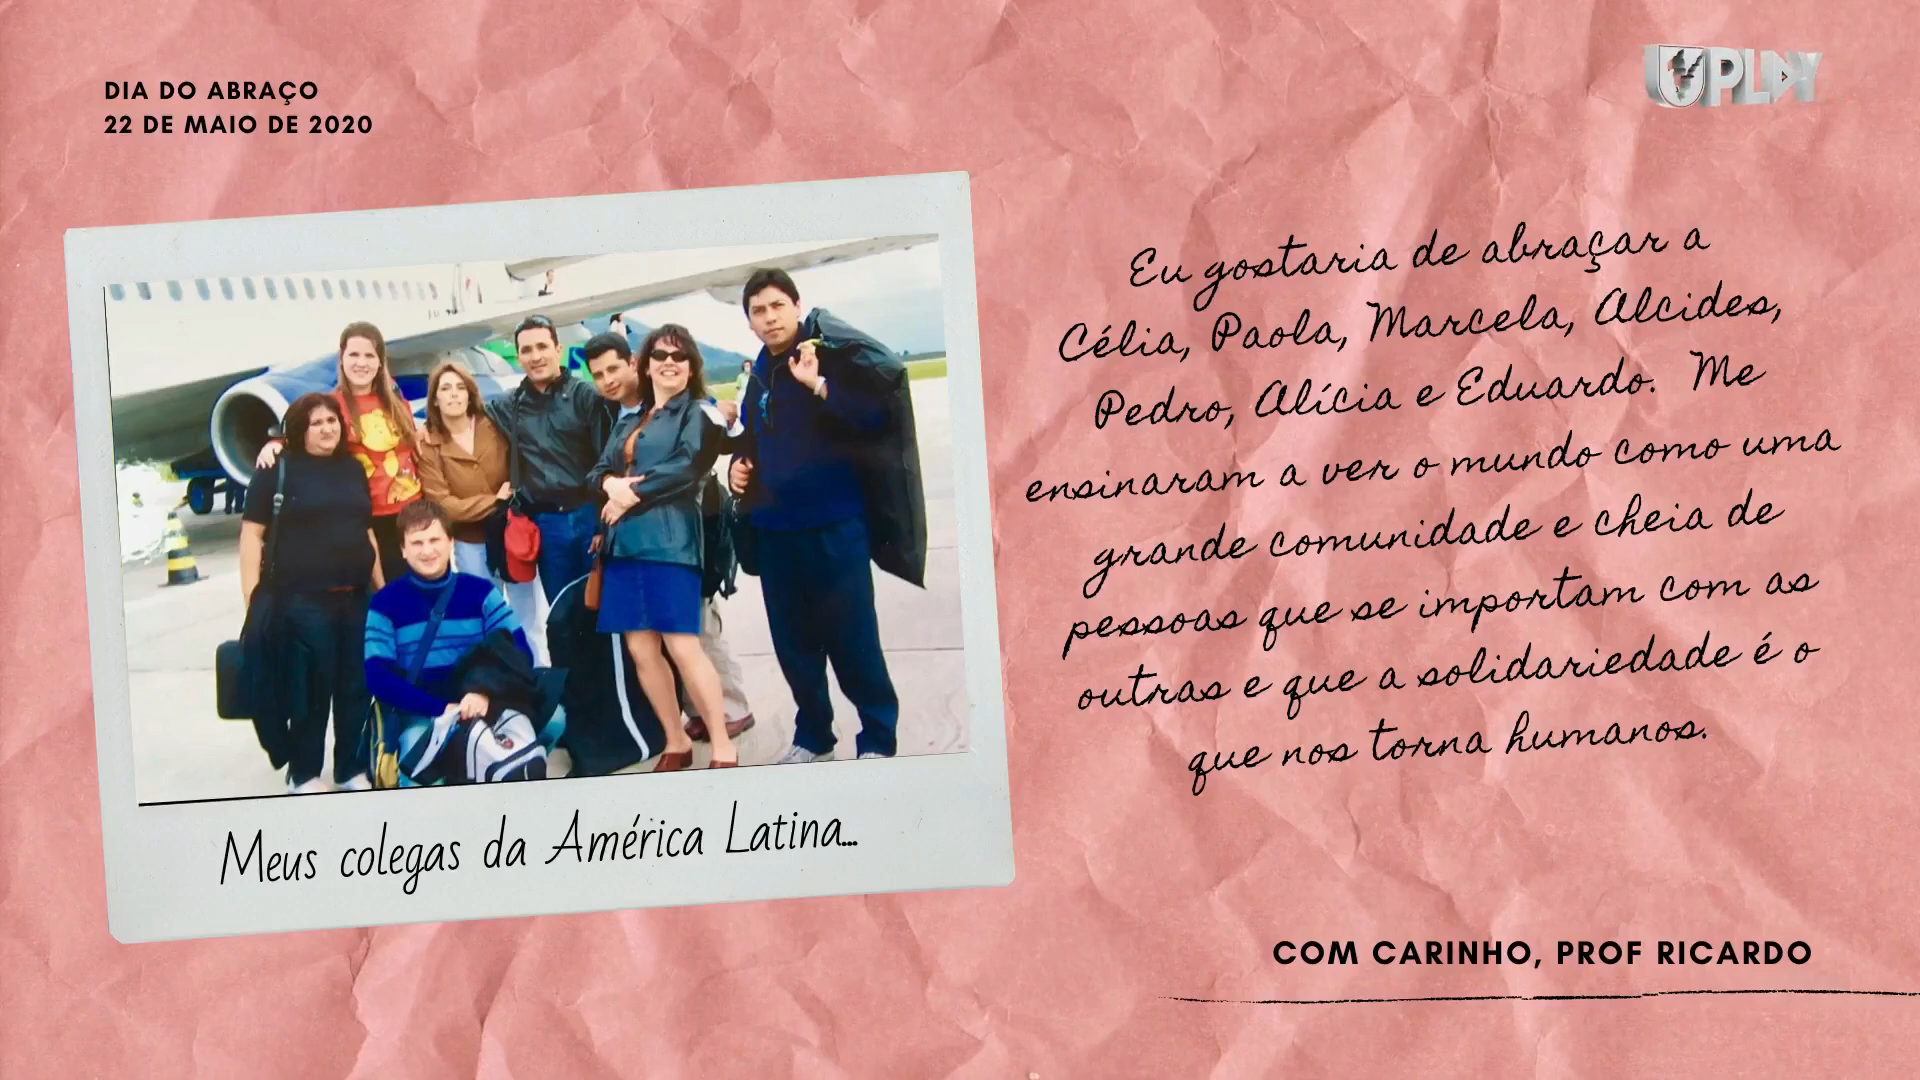 DIA DO ABRAÇO
22 DE MAIO DE 2020
UPLAY
Meus colegas da América Latina...
Eu gostaria de abraçar a
Célia, Paola, Marcela, Alcides,
Pedro, Alícia e Eduardo. Me
ensinaram a ver o mundo como uma
grande comunidade e cheia de
pessoas que se importam com as
outras e que a solidariedade é o
que nos torna humanos.
COM CARINHO, PROF RICARDO